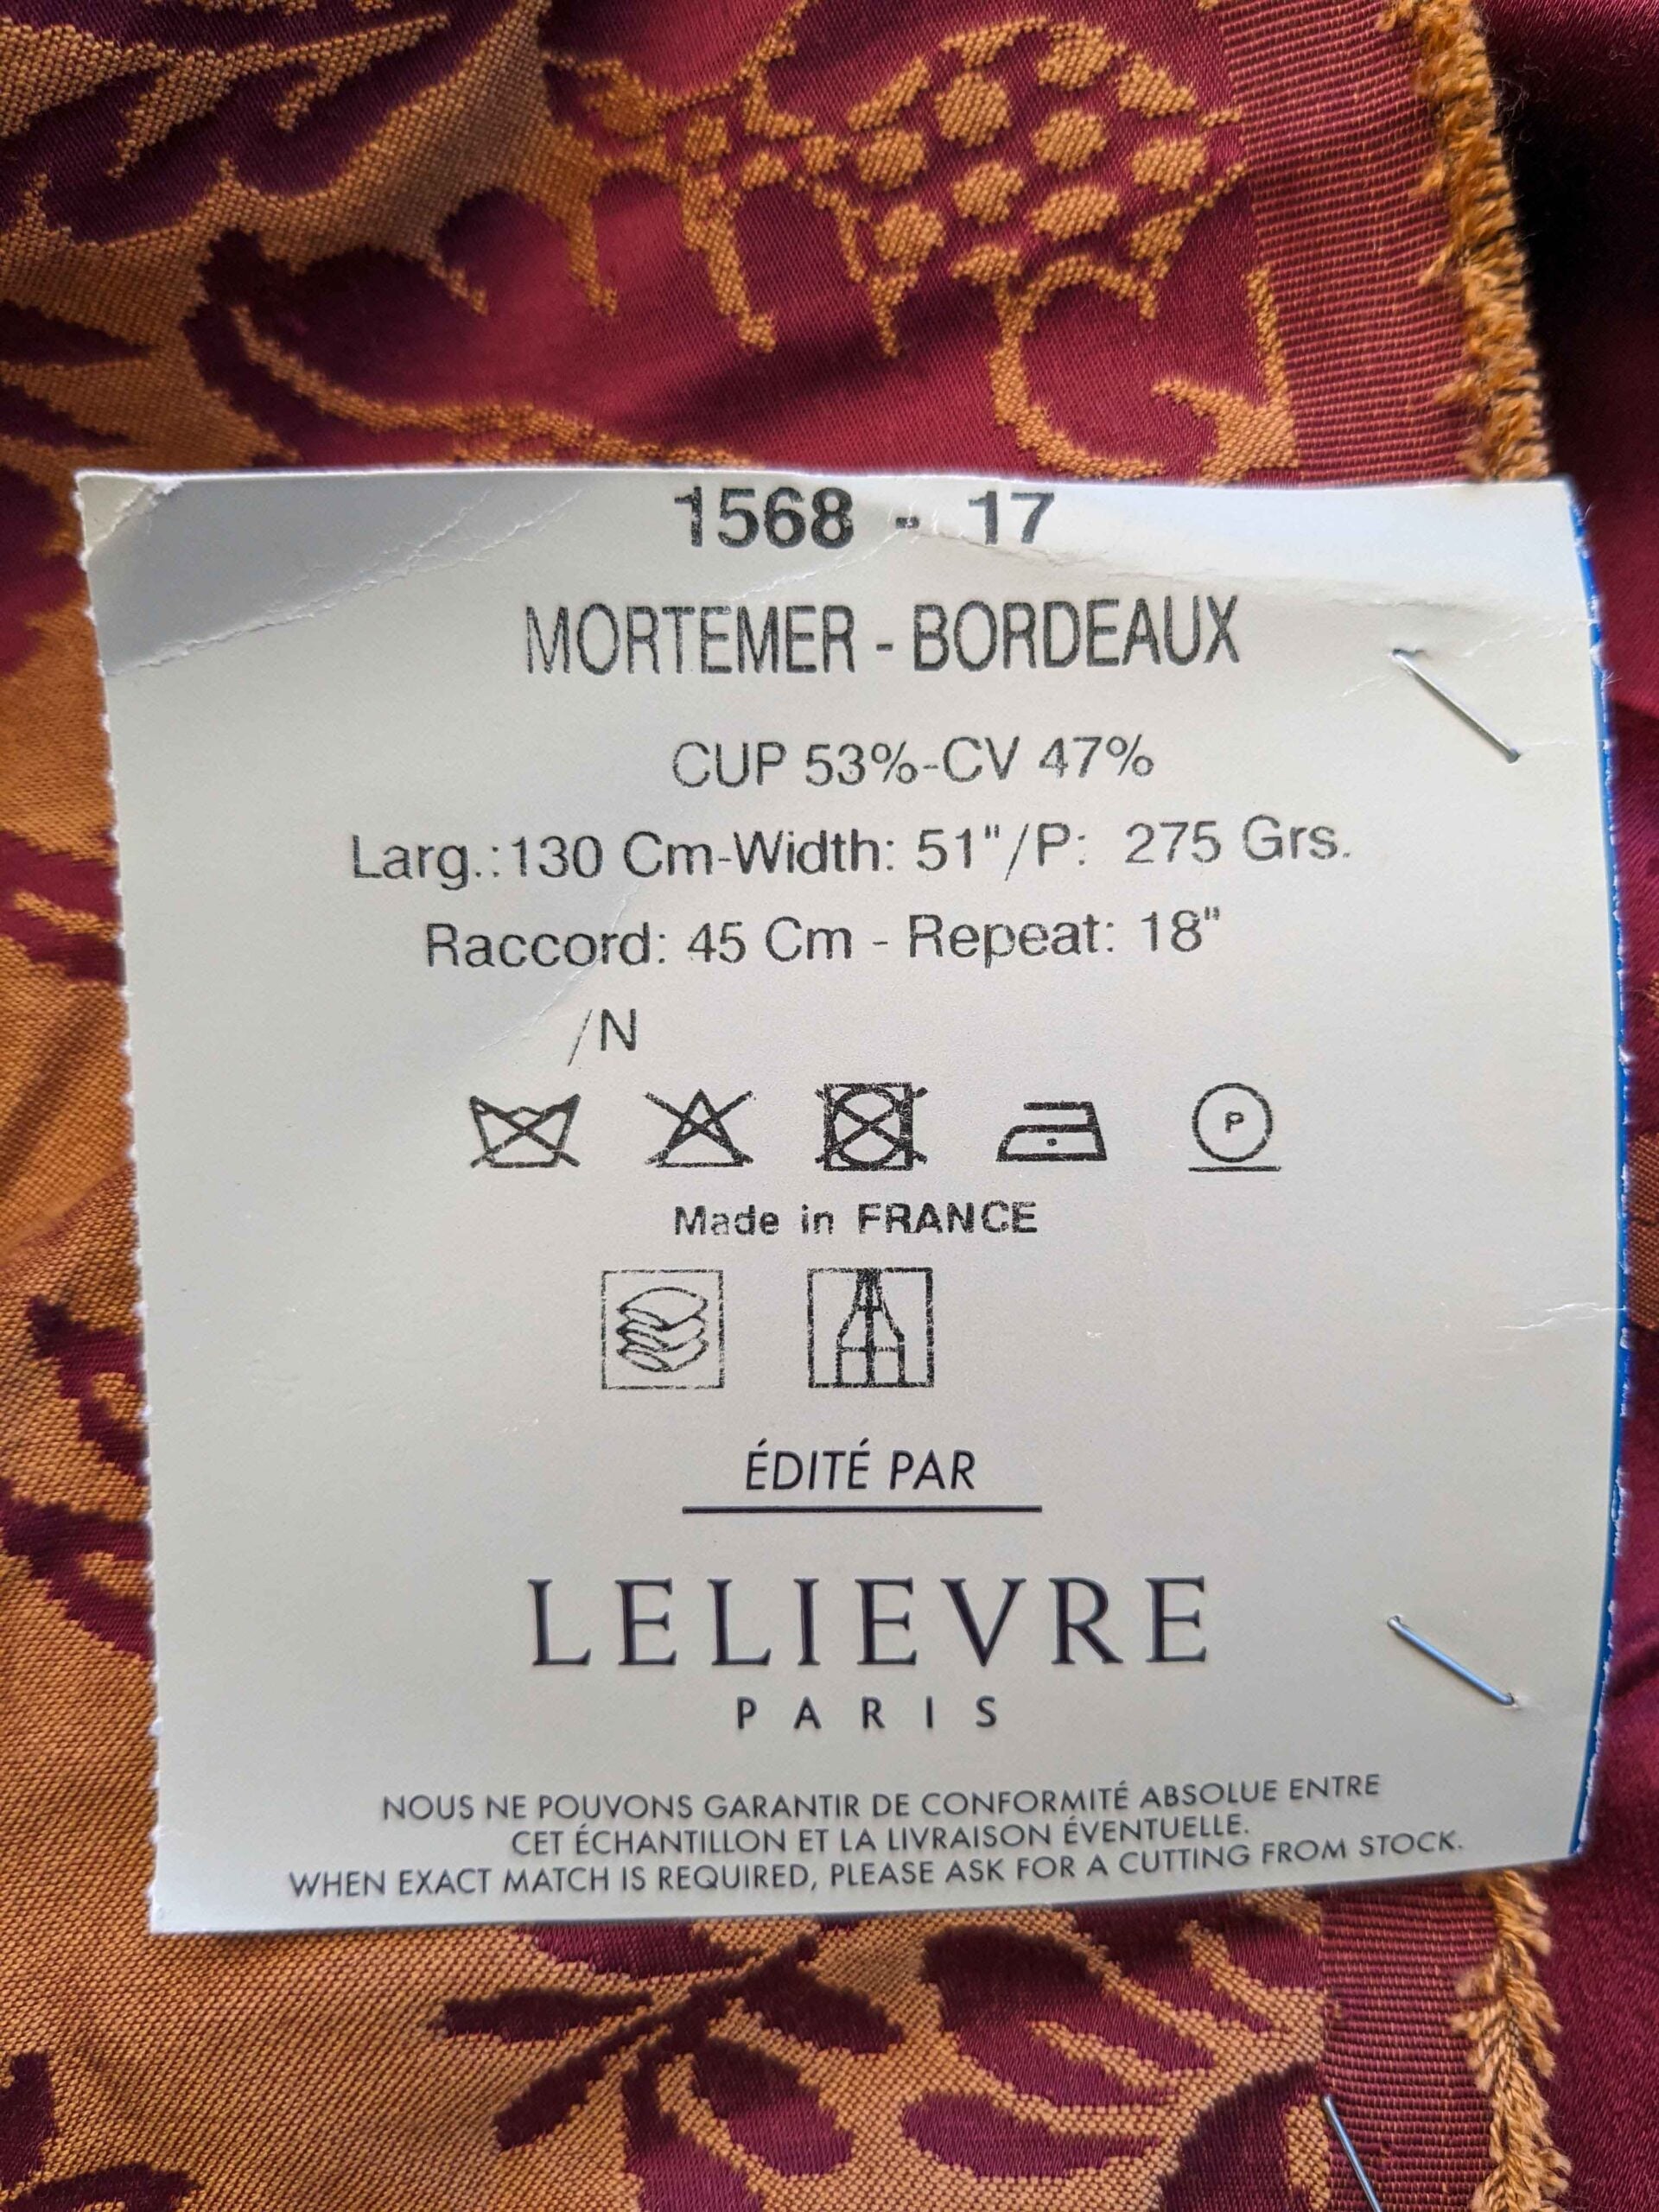 1568 - 17
MORTEMER - BORDEAUX
CUP 53%-CV 47%
Larg.:130 Cm-Width: 51"/P: 275 Grs.
Raccord: 45 Cm - Repeat: 18"
/N
P
Made in FRANCE
ÉDITÉ PAR
LELIEVRE
PARIS
NOUS NE POUVONS GARANTIR DE CONFORMITÉ ABSOLUE ENTRE
CET ÉCHANTILLON ET LA LIVRAISON ÉVENTUELLE.
WHEN EXACT MATCH IS REQUIRED, PLEASE ASK FOR A CUTTING FROM STOCK.